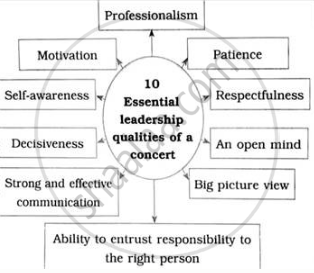 Professionalism
Motivation
Patience
Self-awareness
10
Essential
leadership
qualities of a
concert
Respectfulness
Decisiveness
An open mind
Strong and effective
communication
Big picture view
Ability to entrust responsibility to
the right person
shaalaa.com